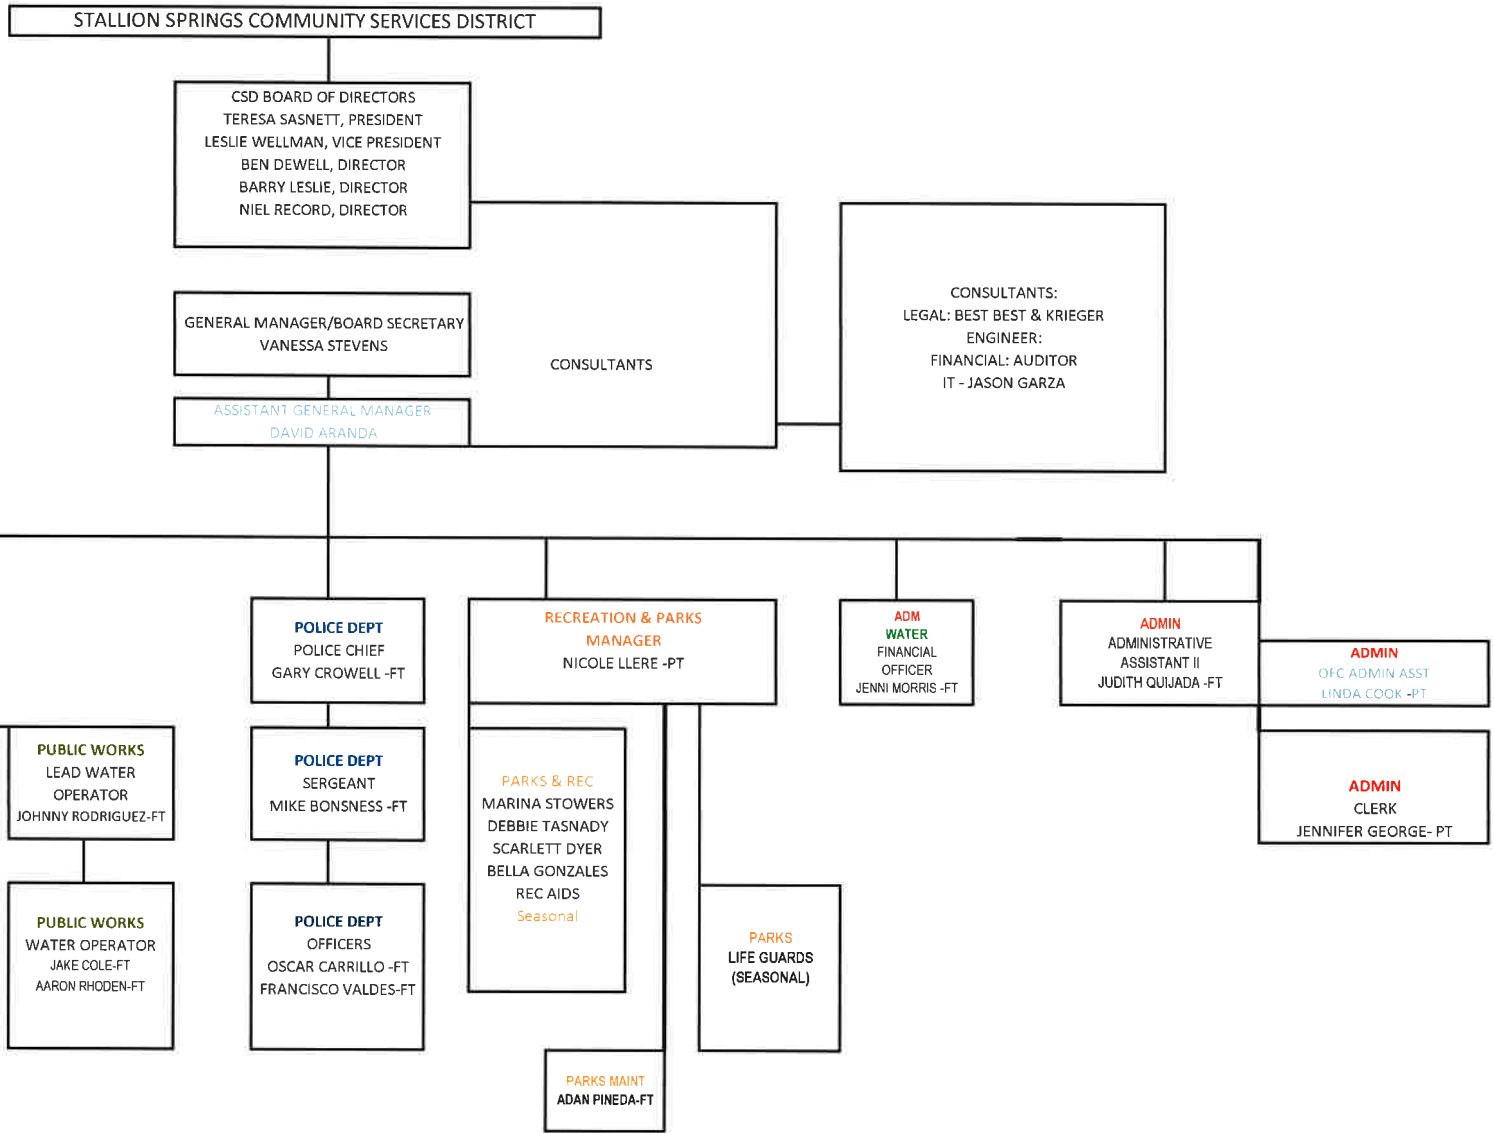 STALLION SPRINGS COMMUNITY SERVICES DISTRICT
CSD BOARD OF DIRECTORS
TERESA SASNETT, PRESIDENT
LESLIE WELLMAN, VICE PRESIDENT
BEN DEWELL, DIRECTOR
BARRY LESLIE, DIRECTOR
NIEL RECORD, DIRECTOR
GENERAL MANAGER/BOARD SECRETARY
VANESSA STEVENS
ASSISTANT GENERAL MANAGER
DAVID ARANDA
CONSULTANTS
CONSULTANTS:
LEGAL: BEST BEST & KRIEGER
ENGINEER:
FINANCIAL: AUDITOR
IT - JASON GARZA
PUBLIC WORKS
LEAD WATER
OPERATOR
JOHNNY RODRIGUEZ-FT
PUBLIC WORKS
WATER OPERATOR
JAKE COLE-FT
AARON RHODEN-FT
POLICE DEPT
POLICE CHIEF
GARY CROWELL -FT
POLICE DEPT
SERGEANT
MIKE BONSNESS -FT
POLICE DEPT
OFFICERS
OSCAR CARRILLO -FT
FRANCISCO VALDES-FT
RECREATION & PARKS
MANAGER
NICOLE LLERE -PT
PARKS & REC
MARINA STOWERS
DEBBIE TASNADY
SCARLETT DYER
BELLA GONZALES
REC AIDS
Seasonal
PARKS MAINT
ADAN PINEDA-FT
PARKS
LIFE GUARDS
(SEASONAL)
ADM
WATER
FINANCIAL
OFFICER
JENNI MORRIS -FT
ADMIN
ADMINISTRATIVE
ASSISTANT II
JUDITH QUIJADA -FT
ADMIN
OFC ADMIN ASST
LINDA COOK -PT
ADMIN
CLERK
JENNIFER GEORGE- PT